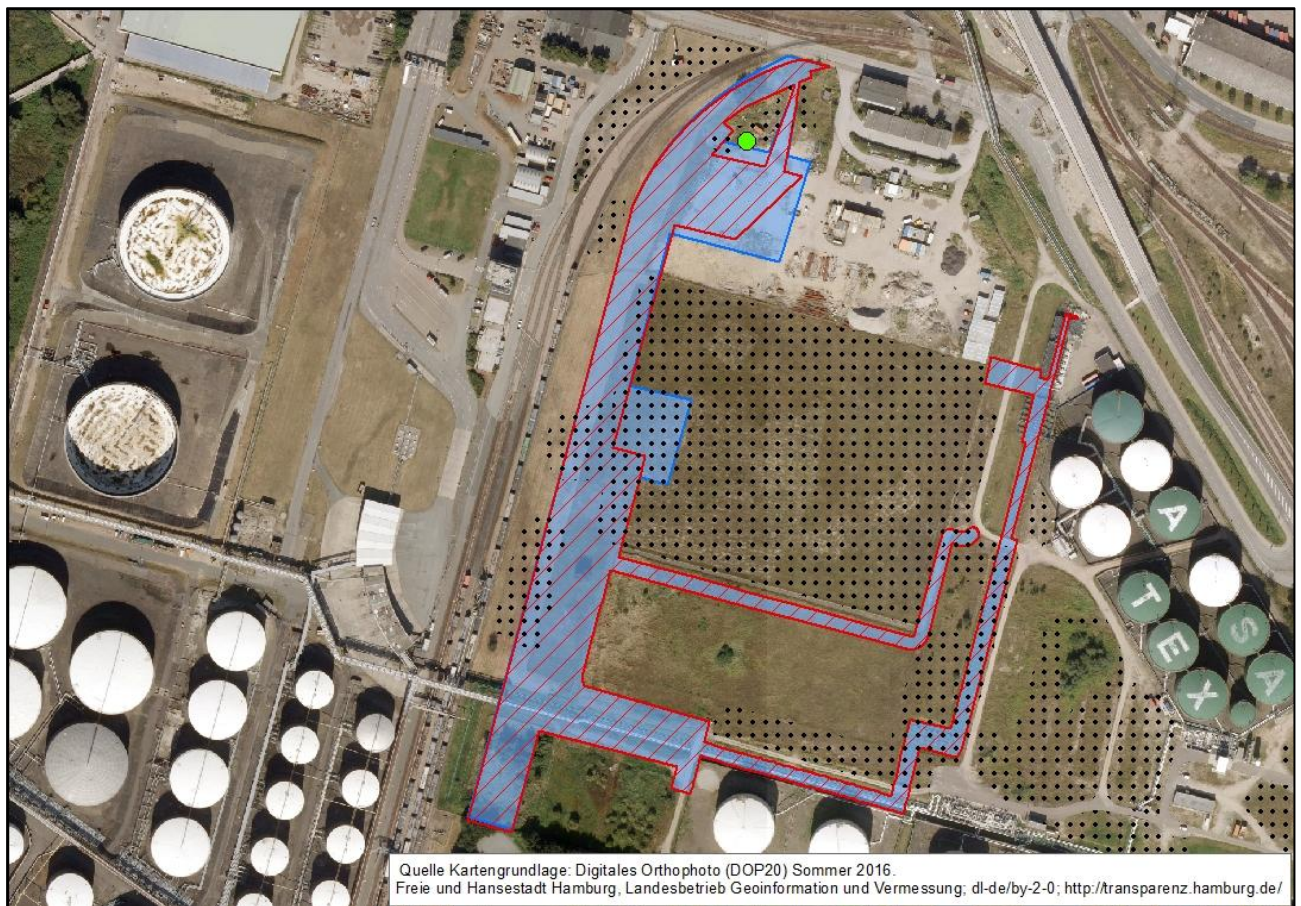 A
T
S
E
A
X
Quelle Kartengrundlage: Digitales Orthophoto (DOP20) Sommer 2016.
Freie und Hansestadt Hamburg, Landesbetrieb Geoinformation und Vermessung; dl-de/by-2-0; http://transparenz.hamburg.de/